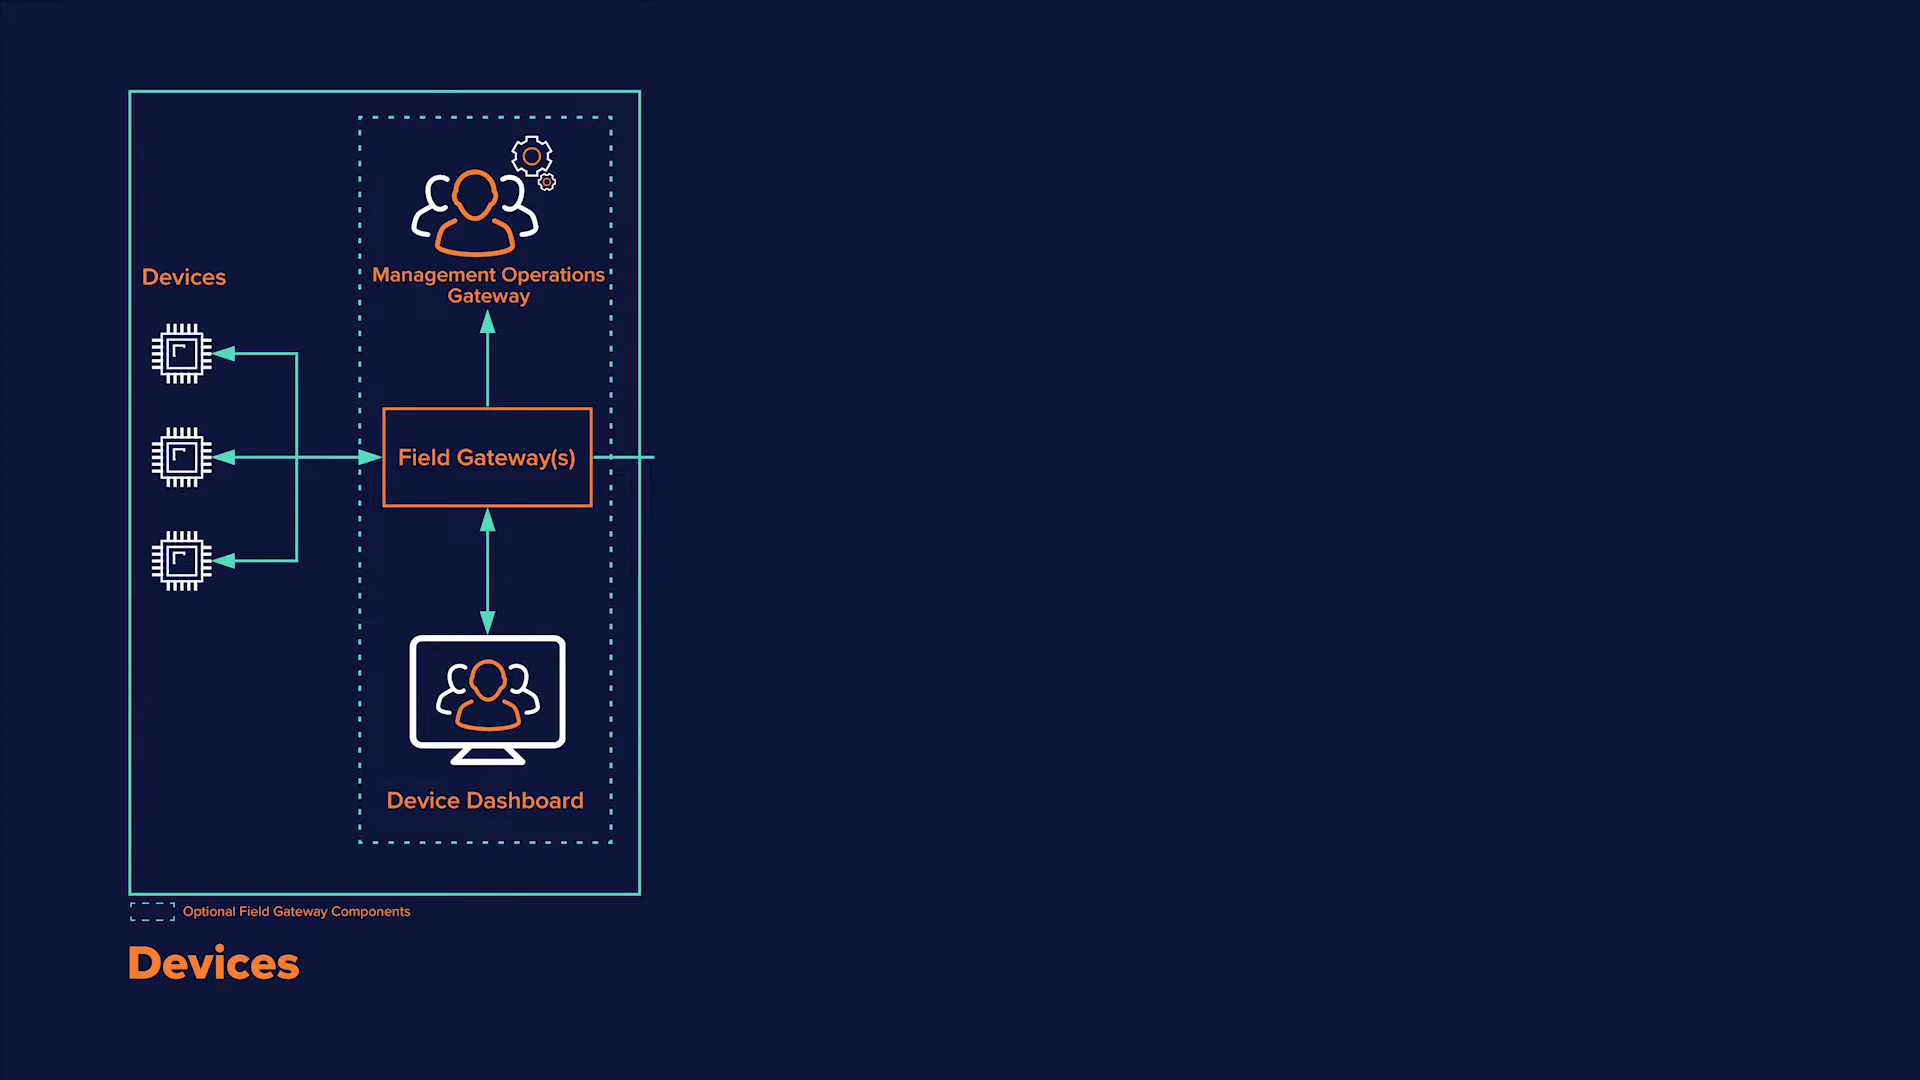 Devices
Management Operations
Gateway
Field Gateway(s)
Device Dashboard
Optional Field Gateway Components
Devices